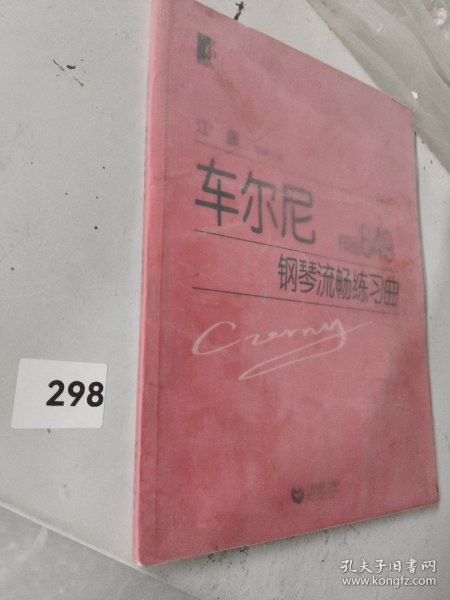 江
车尔尼
849
钢琴流畅练习曲
Czerny
298
孔夫子旧书网
www.kongfz.com